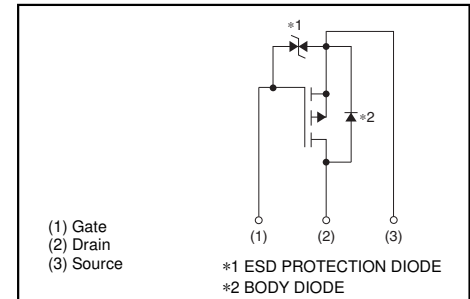 ∗1
∗2
(1) Gate
(2) Drain
(3) Source
(1) (2) (3)
∗1 ESD PROTECTION DIODE
∗2 BODY DIODE